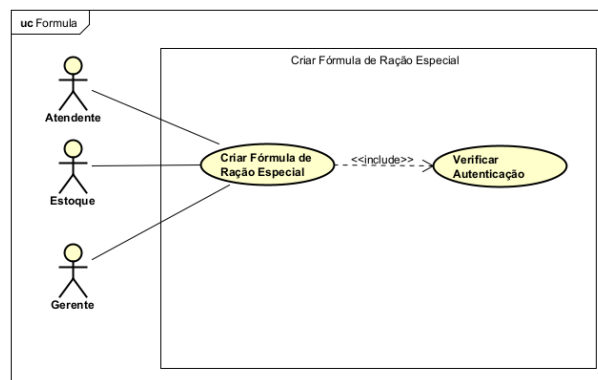 uc Formula
Criar Fórmula de Ração Especial
Atendente
Criar Fórmula de
Ração Especial
<<include>>
Verificar
Autenticação
Estoque
Gerente